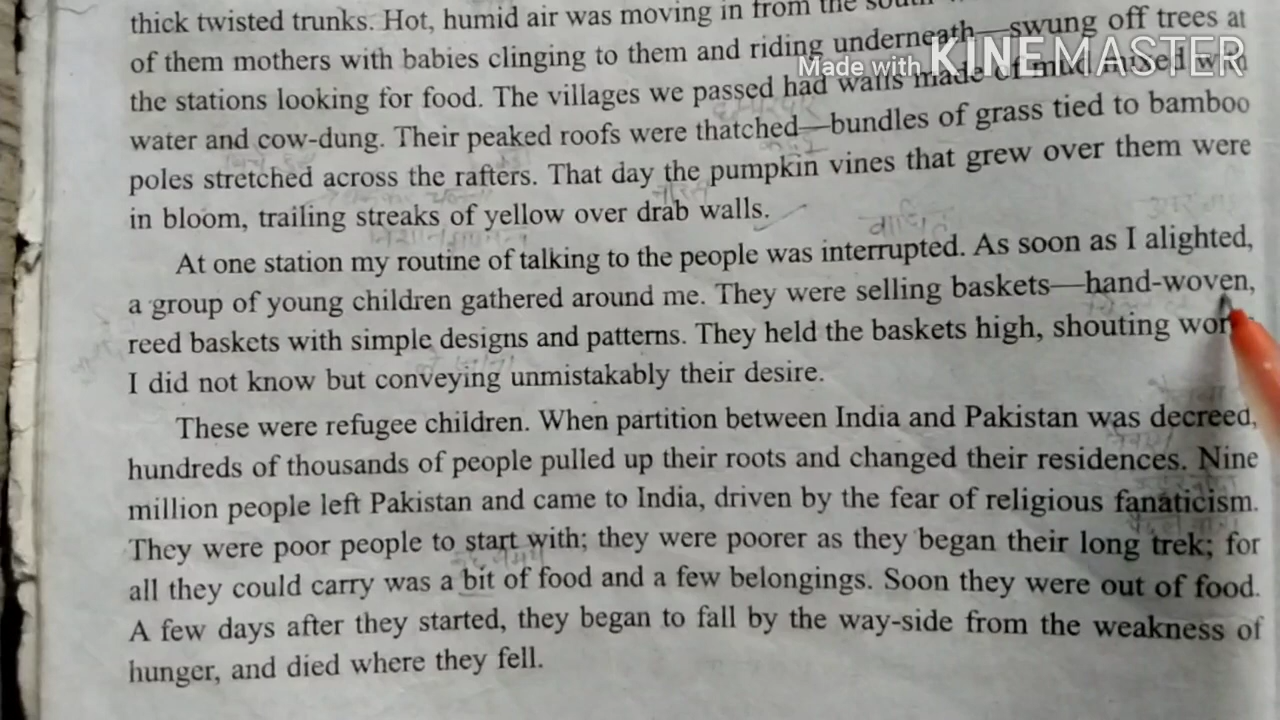 thick twisted trunks. Hot, humid air was moving in from the
of them mothers with babies clinging to them and riding underneath—swung off trees at
Made with KINEMASTER
the stations looking for food. The villages we passed had walls made of mud mixed with
water and cow-dung. Their peaked roofs were thatched—bundles of grass tied to bamboo
poles stretched across the rafters. That day the pumpkin vines that grew over them were
in bloom, trailing streaks of yellow over drab walls.
At one station my routine of talking to the people was interrupted. As soon as I alighted,
a group of young children gathered around me. They were selling baskets—hand-woven,
reed baskets with simple designs and patterns. They held the baskets high, shouting
I did not know but conveying unmistakably their desire.
These were refugee children. When partition between India and Pakistan was decreed,
hundreds of thousands of people pulled up their roots and changed their residences. Nine
million people left Pakistan and came to India, driven by the fear of religious fanaticism.
They were poor people to start with; they were poorer as they began their long trek; for
all they could carry was a bit of food and a few belongings. Soon they were out of food.
A few days after they started, they began to fall by the way-side from the weakness of
hunger, and died where they fell.